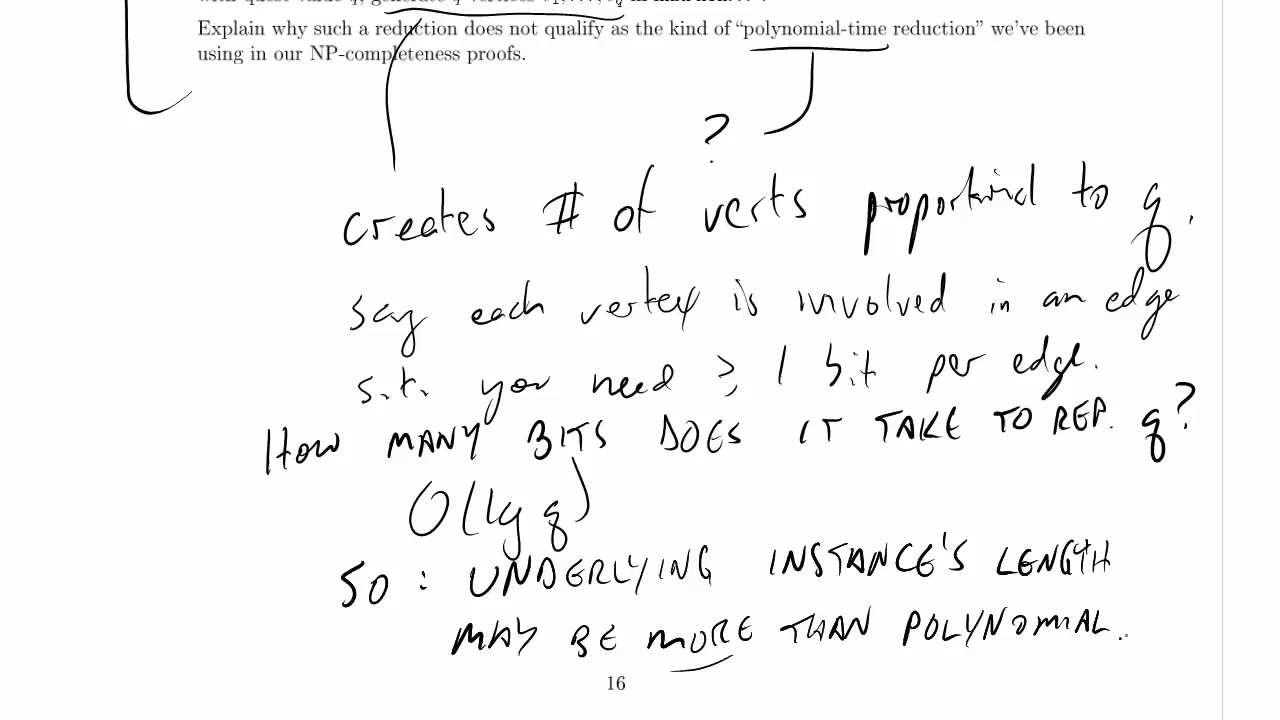 Explain why such a reduction does not qualify as the kind of “polynomial-time reduction” we’ve been
using in our NP-completeness proofs.
?
creates # of verts proportional to q.
say each vertex is involved in an edge
s.t. you need ≥ 1 bit per edge.
HOW MANY BITS DOES IT TAKE TO REP. q?
O(lg q)
SO: UNDERLYING INSTANCE'S LENGTH
MAY BE MORE THAN POLYNOMIAL.
16